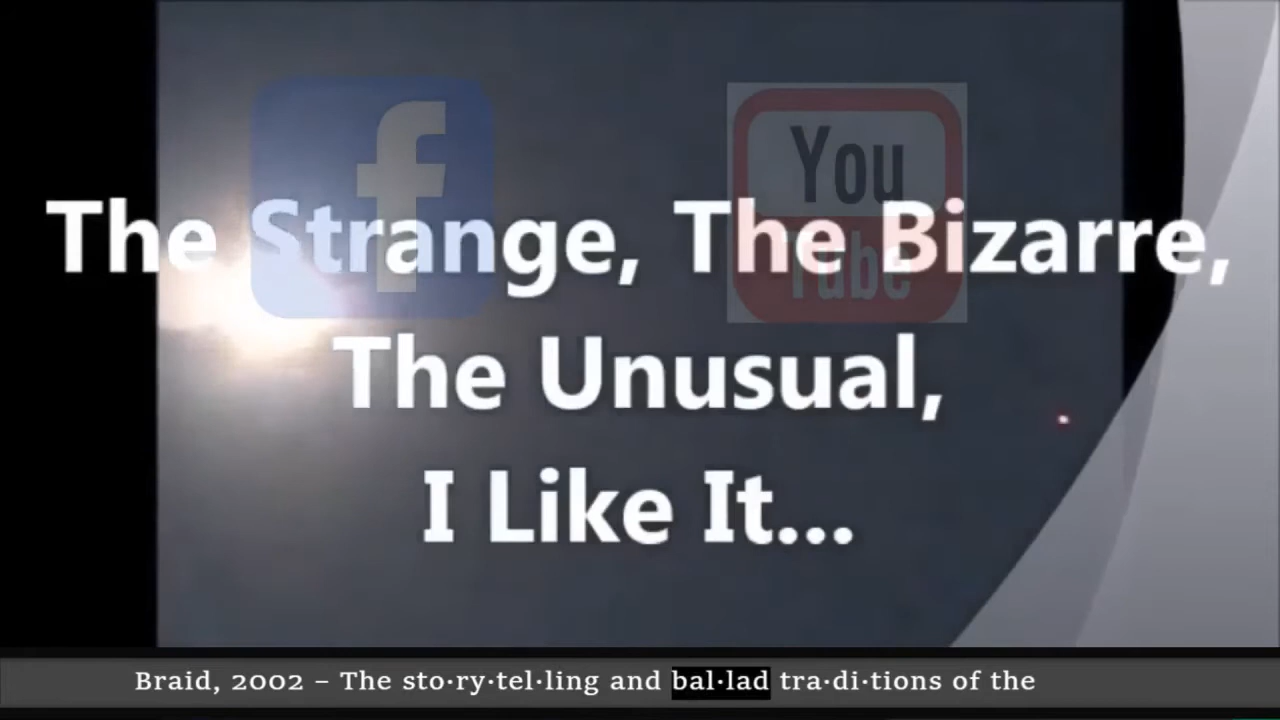 f
You
Tube
The Strange, The Bizarre,
The Unusual,
I Like It...
Braid, 2002 – The sto·ry·tel·ling and bal·lad tra·di·tions of the